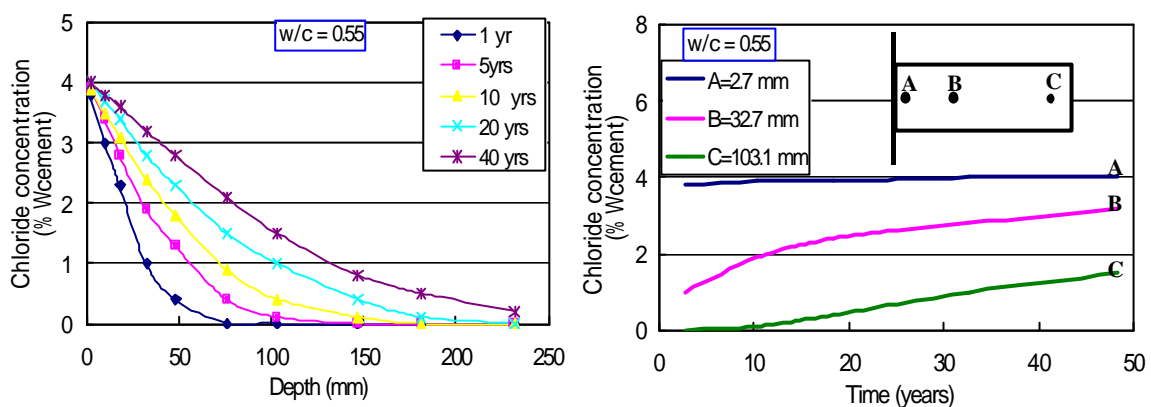 Chloride concentration
(% Wcement)
5
4
3
2
1
0
w/c = 0.55
1 yr
5yrs
10 yrs
20 yrs
40 yrs
0 50 100 150 200 250
Depth (mm)
Chloride concentration
(% Wcement)
8
6
4
2
0
w/c = 0.55
A=2.7 mm
B=32.7 mm
C=103.1 mm
A B C
A
B
C
0 10 20 30 40 50
Time (years)